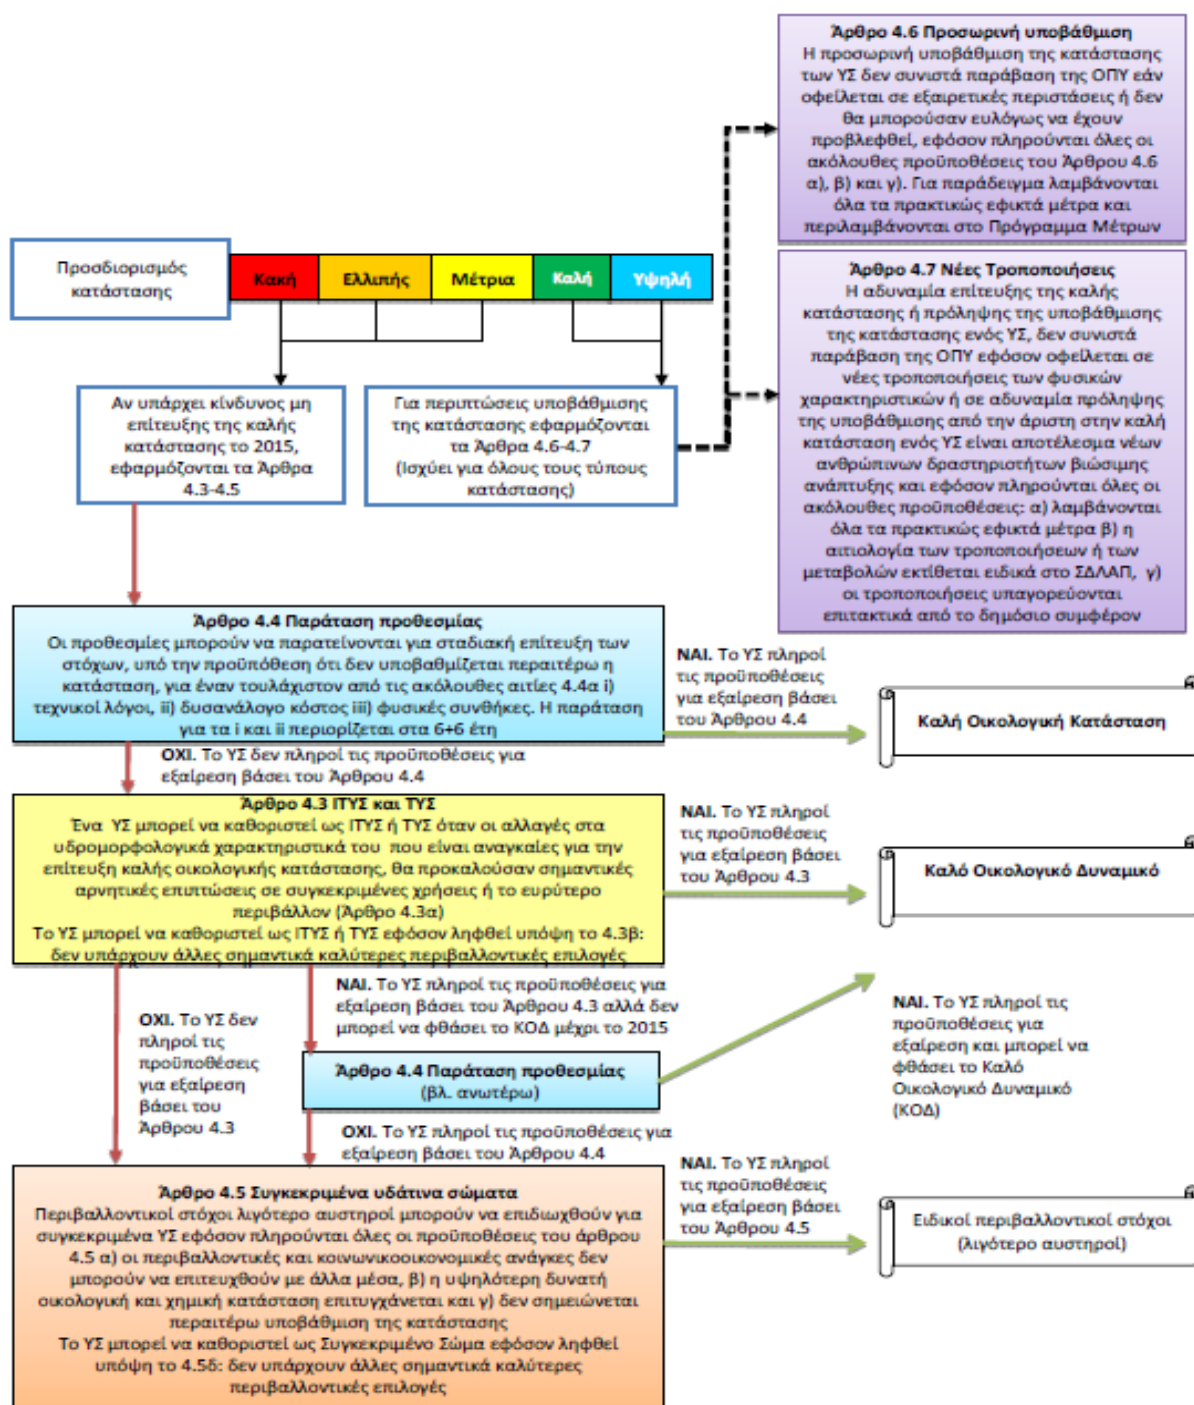 Άρθρο 4.6 Προσωρινή υποβάθμιση
Η προσωρινή υποβάθμιση της κατάστασης
των ΥΣ δεν συνιστά παράβαση της ΟΠΥ εάν
οφείλεται σε εξαιρετικές περιστάσεις ή δεν
θα μπορούσαν ευλόγως να έχουν
προβλεφθεί, εφόσον πληρούνται όλες οι
ακόλουθες προϋποθέσεις του Άρθρου 4.6
α), β) και γ). Για παράδειγμα λαμβάνονται
όλα τα πρακτικώς εφικτά μέτρα και
περιλαμβάνονται στο Πρόγραμμα Μέτρων
Προσδιορισμός
κατάστασης
Κακή
Ελλιπής
Μέτρια
Καλή
Υψηλή
Άρθρο 4.7 Νέες Τροποποιήσεις
Η αδυναμία επίτευξης της καλής
κατάστασης ή πρόληψης της υποβάθμισης
της κατάστασης ενός ΥΣ, δεν συνιστά
παράβαση της ΟΠΥ εφόσον οφείλεται σε
νέες τροποποιήσεις των φυσικών
χαρακτηριστικών ή σε αδυναμία πρόληψης
της υποβάθμισης από την άριστη στην καλή
κατάσταση ενός ΥΣ είναι αποτέλεσμα νέων
ανθρώπινων δραστηριοτήτων βιώσιμης
ανάπτυξης και εφόσον πληρούνται όλες οι
ακόλουθες προϋποθέσεις: α) λαμβάνονται
όλα τα πρακτικώς εφικτά μέτρα β) η
αιτιολογία των τροποποιήσεων ή των
μεταβολών εκτίθεται ειδικά στο ΣΔΛΑΠ, γ)
οι τροποποιήσεις υπαγορεύονται
επιτακτικά από το δημόσιο συμφέρον
Αν υπάρχει κίνδυνος μη
επίτευξης της καλής
κατάστασης το 2015,
εφαρμόζονται τα Άρθρα
4.3-4.5
Για περιπτώσεις υποβάθμισης
της κατάστασης εφαρμόζονται
τα Άρθρα 4.6-4.7
(Ισχύει για όλους τους τύπους
κατάστασης)
Άρθρο 4.4 Παράταση προθεσμίας
Οι προθεσμίες μπορούν να παρατείνονται για σταδιακή επίτευξη των
στόχων, υπό την προϋπόθεση ότι δεν υποβαθμίζεται περαιτέρω η
κατάσταση, για έναν τουλάχιστον από τις ακόλουθες αιτίες 4.4α i)
τεχνικοί λόγοι, ii) δυσανάλογο κόστος iii) φυσικές συνθήκες. Η παράταση
για τα i και ii περιορίζεται στα 6+6 έτη
ΝΑΙ. Το ΥΣ πληροί
τις προϋποθέσεις
για εξαίρεση βάσει
του Άρθρου 4.4
Καλή Οικολογική Κατάσταση
ΟΧΙ. Το ΥΣ δεν πληροί τις προϋποθέσεις για
εξαίρεση βάσει του Άρθρου 4.4
Άρθρο 4.3 ΙΤΥΣ και ΤΥΣ
Ένα ΥΣ μπορεί να καθοριστεί ως ΙΤΥΣ ή ΤΥΣ όταν οι αλλαγές στα
υδρομορφολογικά χαρακτηριστικά του που είναι αναγκαίες για την
επίτευξη καλής οικολογικής κατάστασης, θα προκαλούσαν σημαντικές
αρνητικές επιπτώσεις σε συγκεκριμένες χρήσεις ή το ευρύτερο
περιβάλλον (Άρθρο 4.3α)
Το ΥΣ μπορεί να καθοριστεί ως ΙΤΥΣ ή ΤΥΣ εφόσον ληφθεί υπόψη το 4.3β:
δεν υπάρχουν άλλες σημαντικά καλύτερες περιβαλλοντικές επιλογές
ΝΑΙ. Το ΥΣ πληροί
τις προϋποθέσεις
για εξαίρεση βάσει
του Άρθρου 4.3
Καλό Οικολογικό Δυναμικό
ΟΧΙ. Το ΥΣ δεν
πληροί τις
προϋποθέσεις
για εξαίρεση
βάσει του
Άρθρου 4.3
ΝΑΙ. Το ΥΣ πληροί τις προϋποθέσεις για
εξαίρεση βάσει του Άρθρου 4.3 αλλά δεν
μπορεί να φθάσει το ΚΟΔ μέχρι το 2015
Άρθρο 4.4 Παράταση προθεσμίας
(βλ. ανωτέρω)
ΝΑΙ. Το ΥΣ πληροί τις
προϋποθέσεις για
εξαίρεση και μπορεί να
φθάσει το Καλό
Οικολογικό Δυναμικό
(ΚΟΔ)
ΟΧΙ. Το ΥΣ πληροί τις προϋποθέσεις για
εξαίρεση βάσει του Άρθρου 4.4
Άρθρο 4.5 Συγκεκριμένα υδάτινα σώματα
Περιβαλλοντικοί στόχοι λιγότερο αυστηροί μπορούν να επιδιωχθούν για
συγκεκριμένα ΥΣ εφόσον πληρούνται όλες οι προϋποθέσεις του άρθρου
4.5 α) οι περιβαλλοντικές και κοινωνικοοικονομικές ανάγκες δεν
μπορούν να επιτευχθούν με άλλα μέσα, β) η υψηλότερη δυνατή
οικολογική και χημική κατάσταση επιτυγχάνεται και γ) δεν σημειώνεται
περαιτέρω υποβάθμιση της κατάστασης
Το ΥΣ μπορεί να καθοριστεί ως Συγκεκριμένο Σώμα εφόσον ληφθεί
υπόψη το 4.5δ: δεν υπάρχουν άλλες σημαντικά καλύτερες
περιβαλλοντικές επιλογές
ΝΑΙ. Το ΥΣ πληροί
τις προϋποθέσεις
για εξαίρεση βάσει
του Άρθρου 4.5
Ειδικοί περιβαλλοντικοί στόχοι
(λιγότερο αυστηροί)